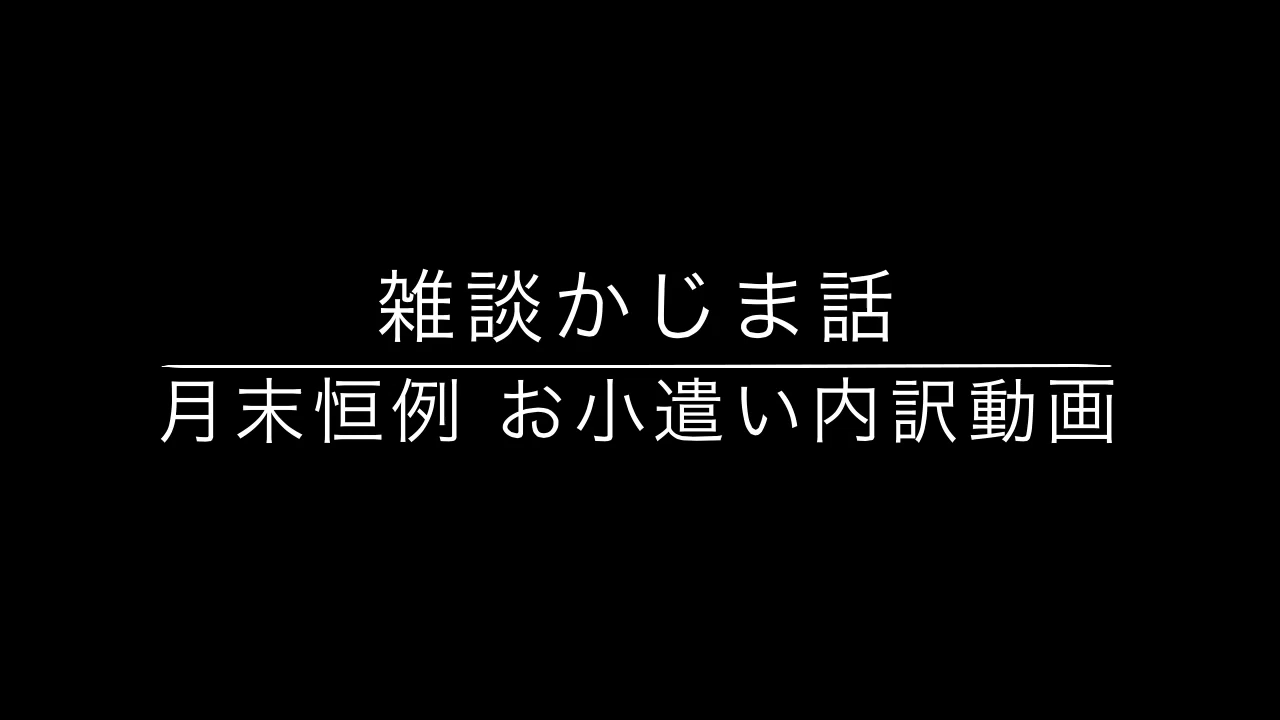 雑談かじま話
月末恒例 お小遣い内訳動画